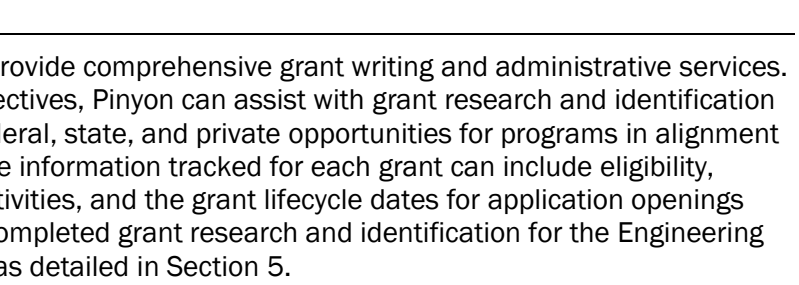 rovide comprehensive grant writing and administrative services.
ectives, Pinyon can assist with grant research and identification
leral, state, and private opportunities for programs in alignment
e information tracked for each grant can include eligibility,
tivities, and the grant lifecycle dates for application openings
ompleted grant research and identification for the Engineering
as detailed in Section 5.